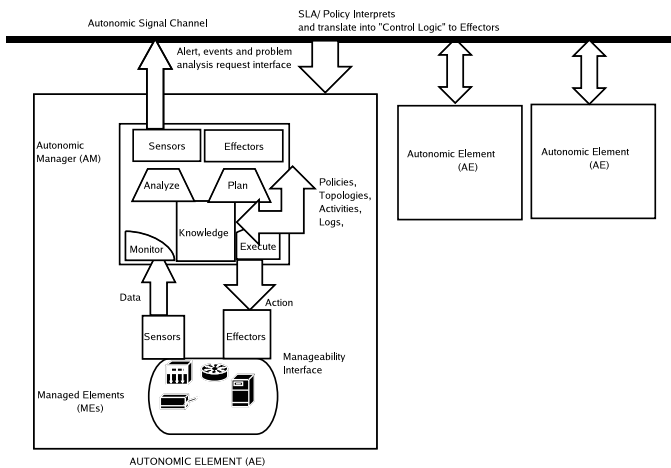 Autonomic Signal Channel
SLA/ Policy Interprets
and translate into "Control Logic" to Effectors
Alert, events and problem
analysis request interface
Autonomic
Manager (AM)
Sensors
Effectors
Analyze
Plan
Knowledge
Monitor
Execute
Policies,
Topologies,
Activities,
Logs,
Autonomic Element
(AE)
Autonomic Element
(AE)
Data
Action
Sensors
Effectors
Manageability
Interface
Managed Elements
(MEs)
AUTONOMIC ELEMENT (AE)